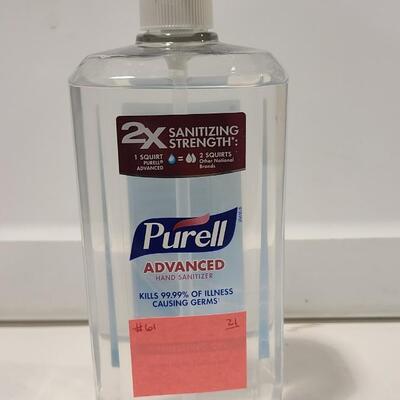 2X SANITIZING
STRENGTH*:
1 SQUIRT
PURELL®
ADVANCED
=
2 SQUIRTS
Other National
Brands
Purell
ADVANCED
HAND SANITIZER
KILLS 99.99% OF ILLNESS
CAUSING GERMS†
#61
21